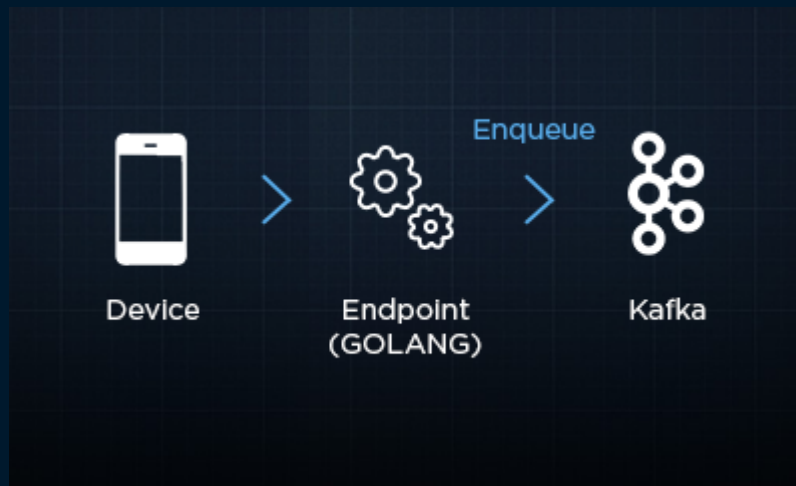 Enqueue
Device
Endpoint
(GOLANG)
Kafka